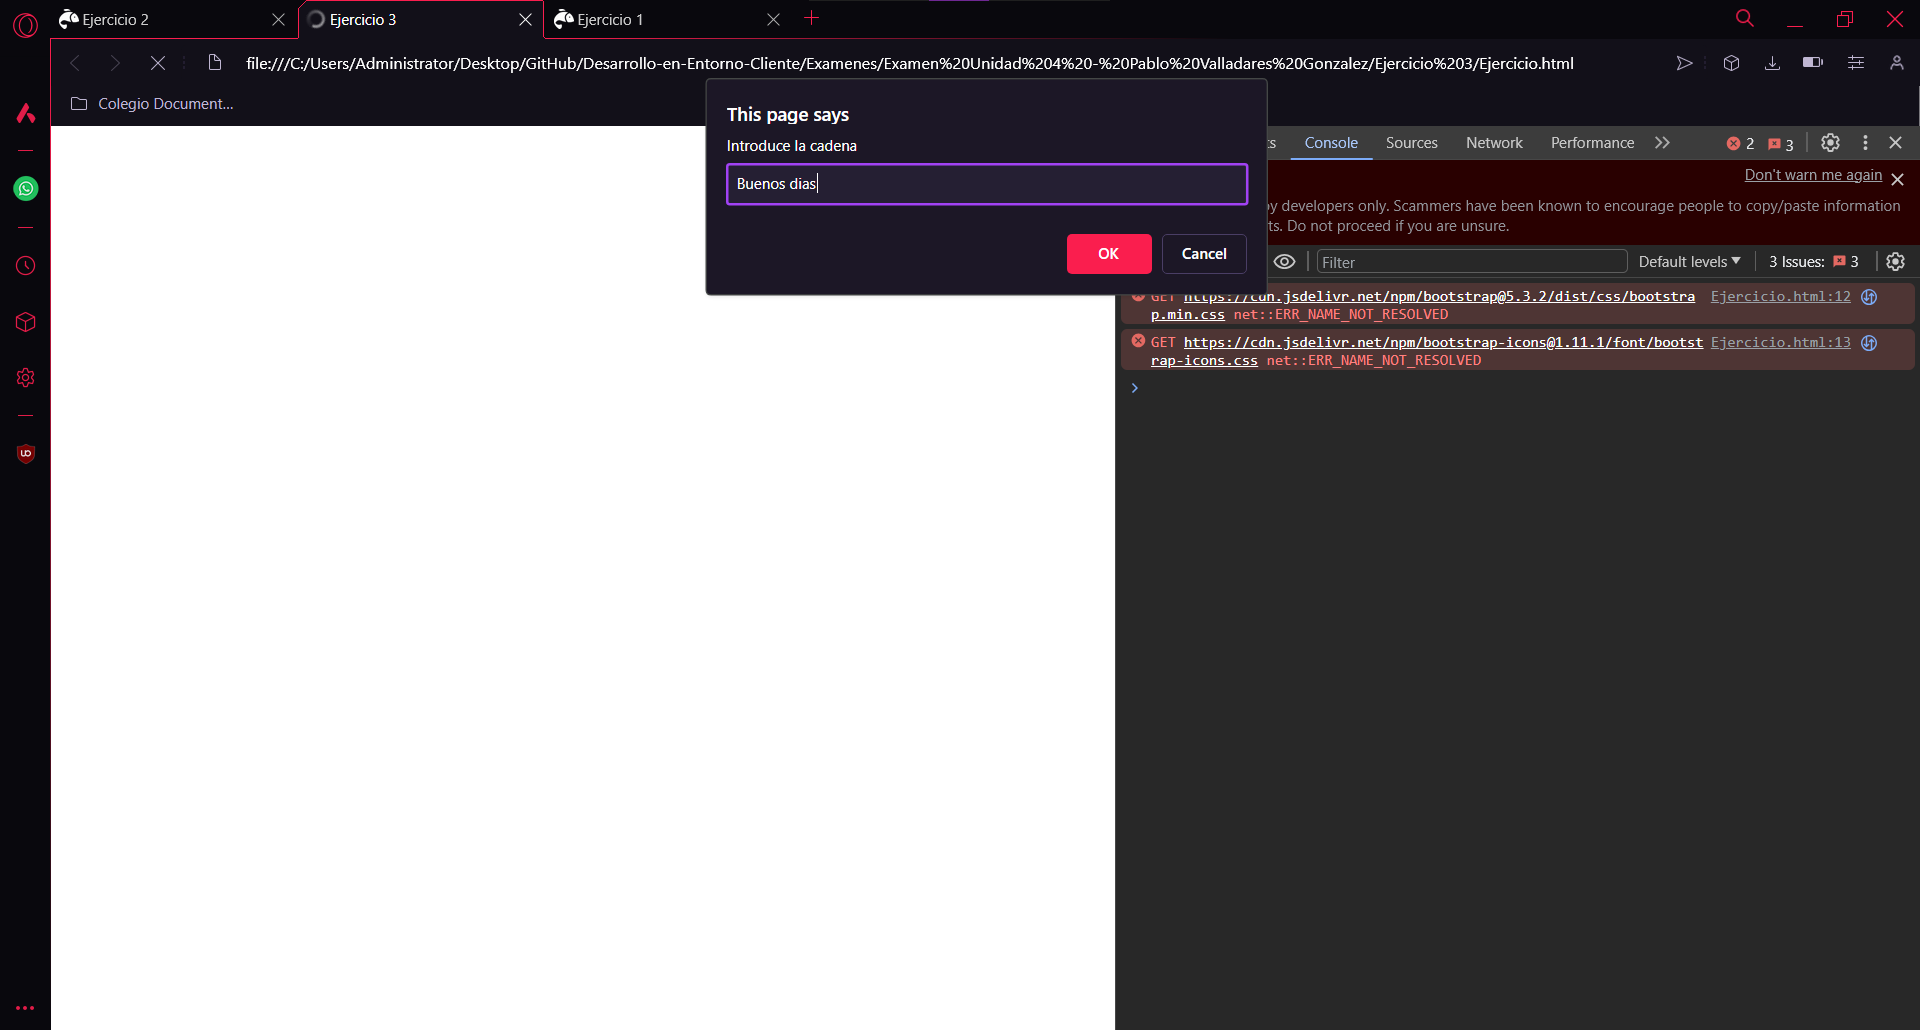 Ejercicio 2
Ejercicio 3
Ejercicio 1
file:///C:/Users/Administrator/Desktop/GitHub/Desarrollo-en-Entorno-Cliente/Examenes/Examen%20Unidad%204%20-%20Pablo%20Valladares%20Gonzalez/Ejercicio%203/Ejercicio.html
Colegio Document...
This page says
Introduce la cadena
Buenos dias
OK
Cancel
Console
Sources
Network
Performance
2
3
Don't warn me again
developers only. Scammers have been known to encourage people to copy/paste information
Do not proceed if you are unsure.
Filter
Default levels
3 Issues:
3
GET https://cdn.jsdelivr.net/npm/bootstrap@5.3.2/dist/css/bootstra
Ejercicio.html:12
p.min.css net::ERR_NAME_NOT_RESOLVED
GET https://cdn.jsdelivr.net/npm/bootstrap-icons@1.11.1/font/bootst
Ejercicio.html:13
rap-icons.css net::ERR_NAME_NOT_RESOLVED